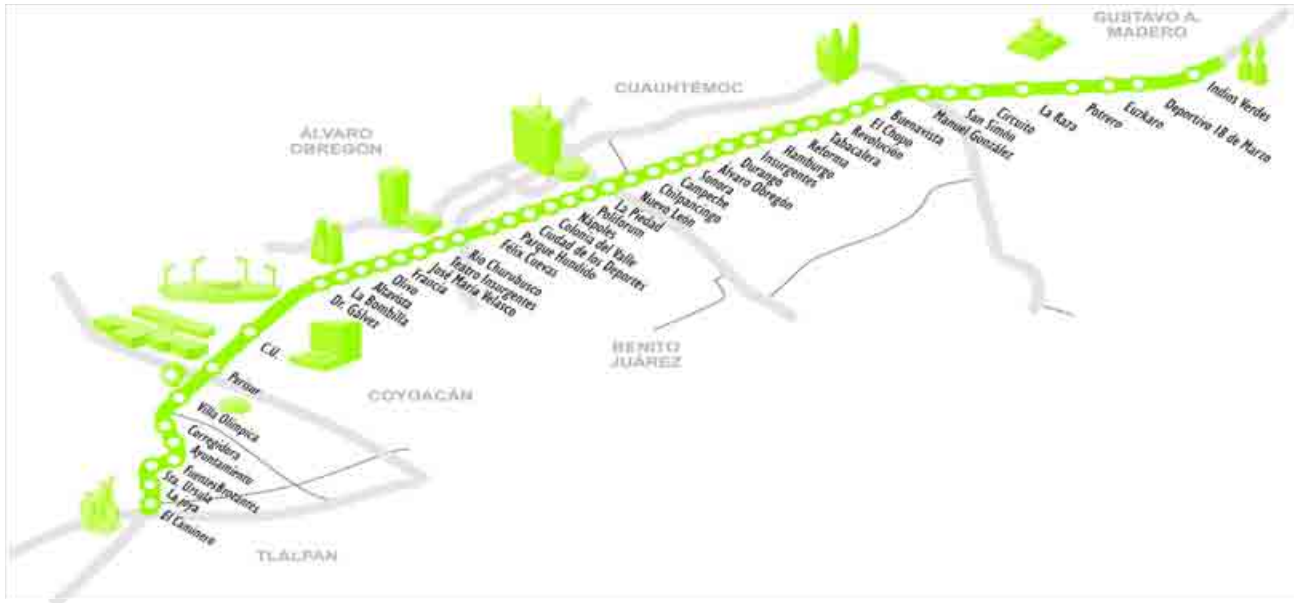 GUSTAVO A.
MADERO
CUAUHTÉMOC
ÁLVARO
OBREGÓN
BENITO
JUÁREZ
COYOACÁN
TLALPAN
Indios Verdes
Deportivo 18 de Marzo
Euzkaro
Potrero
La Raza
Circuito
San Simón
Manuel González
Buenavista
El Chopo
Revolución
Tabacalera
Reforma
Hamburgo
Insurgentes
Durango
Álvaro Obregón
Sonora
Campeche
Chilpancingo
Nuevo León
La Piedad
Poliforum
Nápoles
Colonia del Valle
Ciudad de los Deportes
Parque Hundido
Félix Cuevas
Río Churubusco
Teatro Insurgentes
José María Velasco
Francia
Olivo
Altavista
La Bombilla
Dr. Gálvez
C.U.
Perisur
Villa Olímpica
Corregidora
Ayuntamiento
FuentesBrotantes
Sta. Ursula
La joya
El Caminero